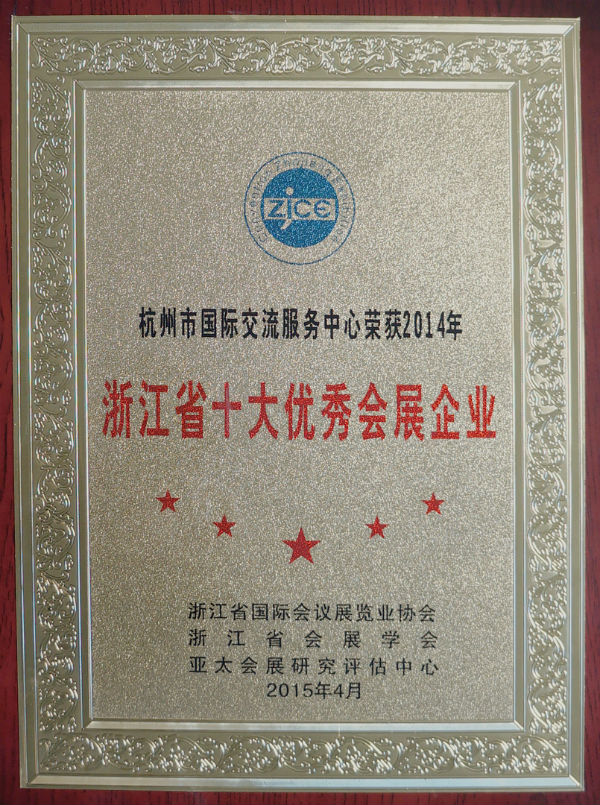 zjce
杭州市国际交流服务中心荣获2014年
浙江省十大优秀会展企业
浙江省国际会议展览业协会
浙江省会展学会
亚太会展研究评估中心
2015年4月